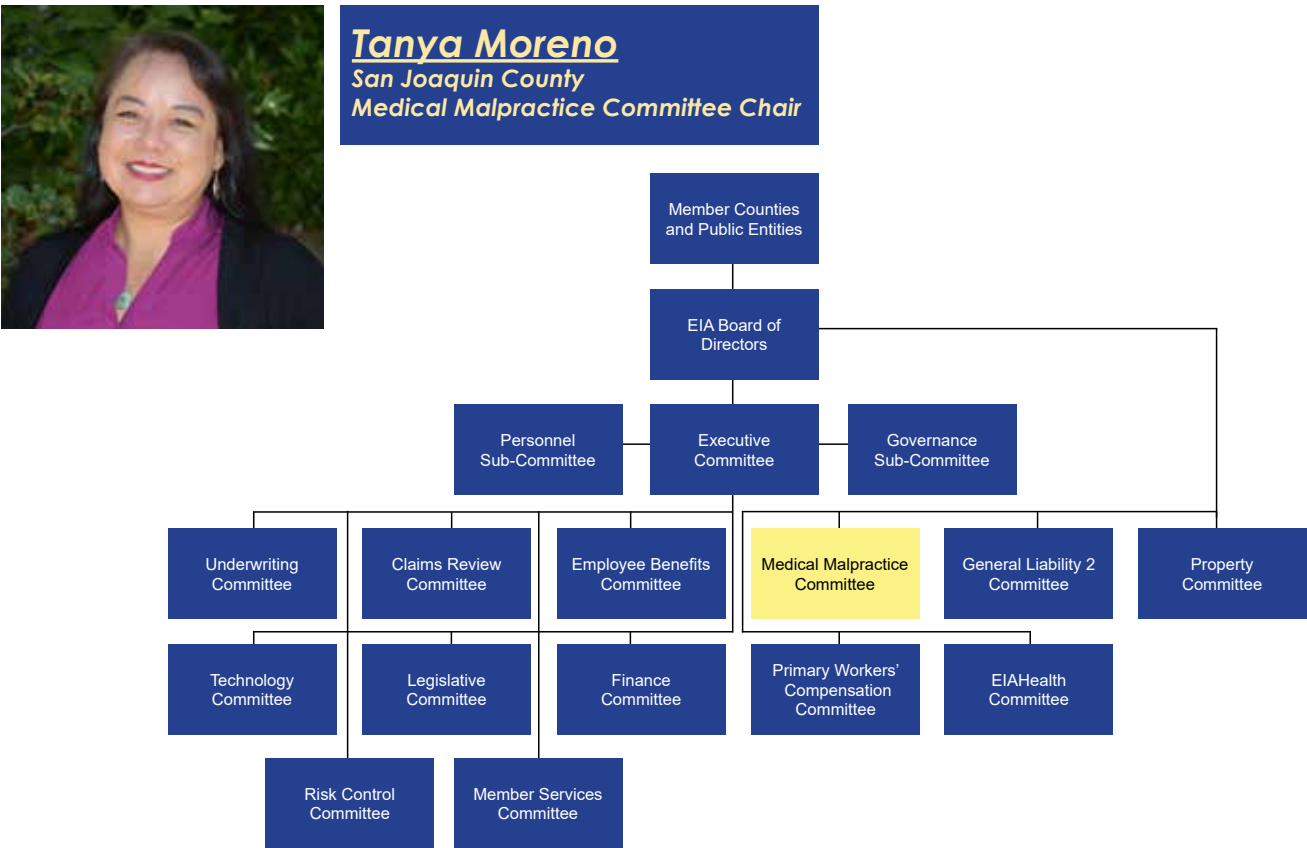 Tanya Moreno
San Joaquin County
Medical Malpractice Committee Chair
Member Counties
and Public Entities
EIA Board of
Directors
Personnel
Sub-Committee
Executive
Committee
Governance
Sub-Committee
Underwriting
Committee
Claims Review
Committee
Employee Benefits
Committee
Medical Malpractice
Committee
General Liability 2
Committee
Property
Committee
Technology
Committee
Legislative
Committee
Finance
Committee
Primary Workers’
Compensation
Committee
EIAHealth
Committee
Risk Control
Committee
Member Services
Committee